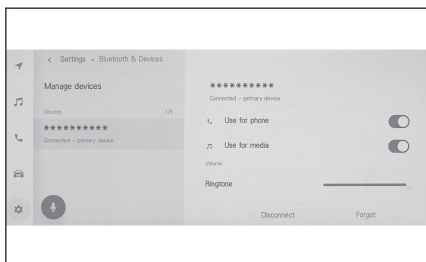 Settings • Bluetooth & Devices
Manage devices
Devices 1/5
**********
Connected – primary device
**********
Connected – primary device
Use for phone
Use for media
Volume
Ringtone
Disconnect Forget